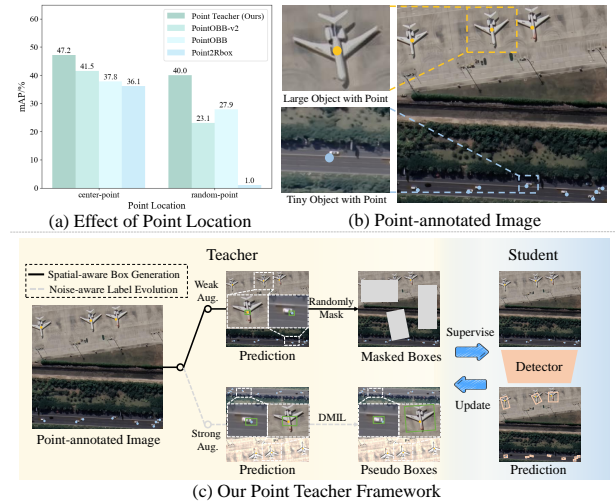 60
50
40
30
20
10
0
mAP/%
47.2
41.5
37.8
36.1
40.0
23.1
27.9
1.0
Point Teacher (Ours)
PointOBB-v2
PointOBB
Point2Rbox
center-point
random-point
Point Location
(a) Effect of Point Location
Large Object with Point
Tiny Object with Point
(b) Point-annotated Image
Teacher
Student
Spatial-aware Box Generation
Noise-aware Label Evolution
Weak
Aug.
Randomly
Mask
Prediction
Masked Boxes
Supervise
Detector
Update
Point-annotated Image
Strong
Aug.
DMIL
Prediction
Pseudo Boxes
Prediction
(c) Our Point Teacher Framework